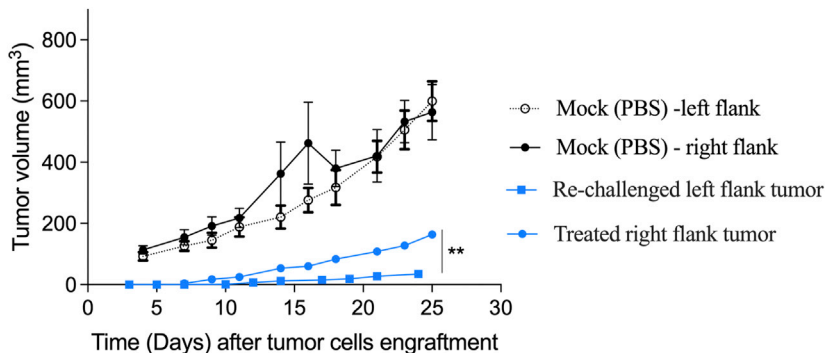 800
600
400
200
0
Tumor volume (mm³)
0 5 10 15 20 25 30
Time (Days) after tumor cells engraftment
**
Mock (PBS) -left flank
Mock (PBS) - right flank
Re-challenged left flank tumor
Treated right flank tumor